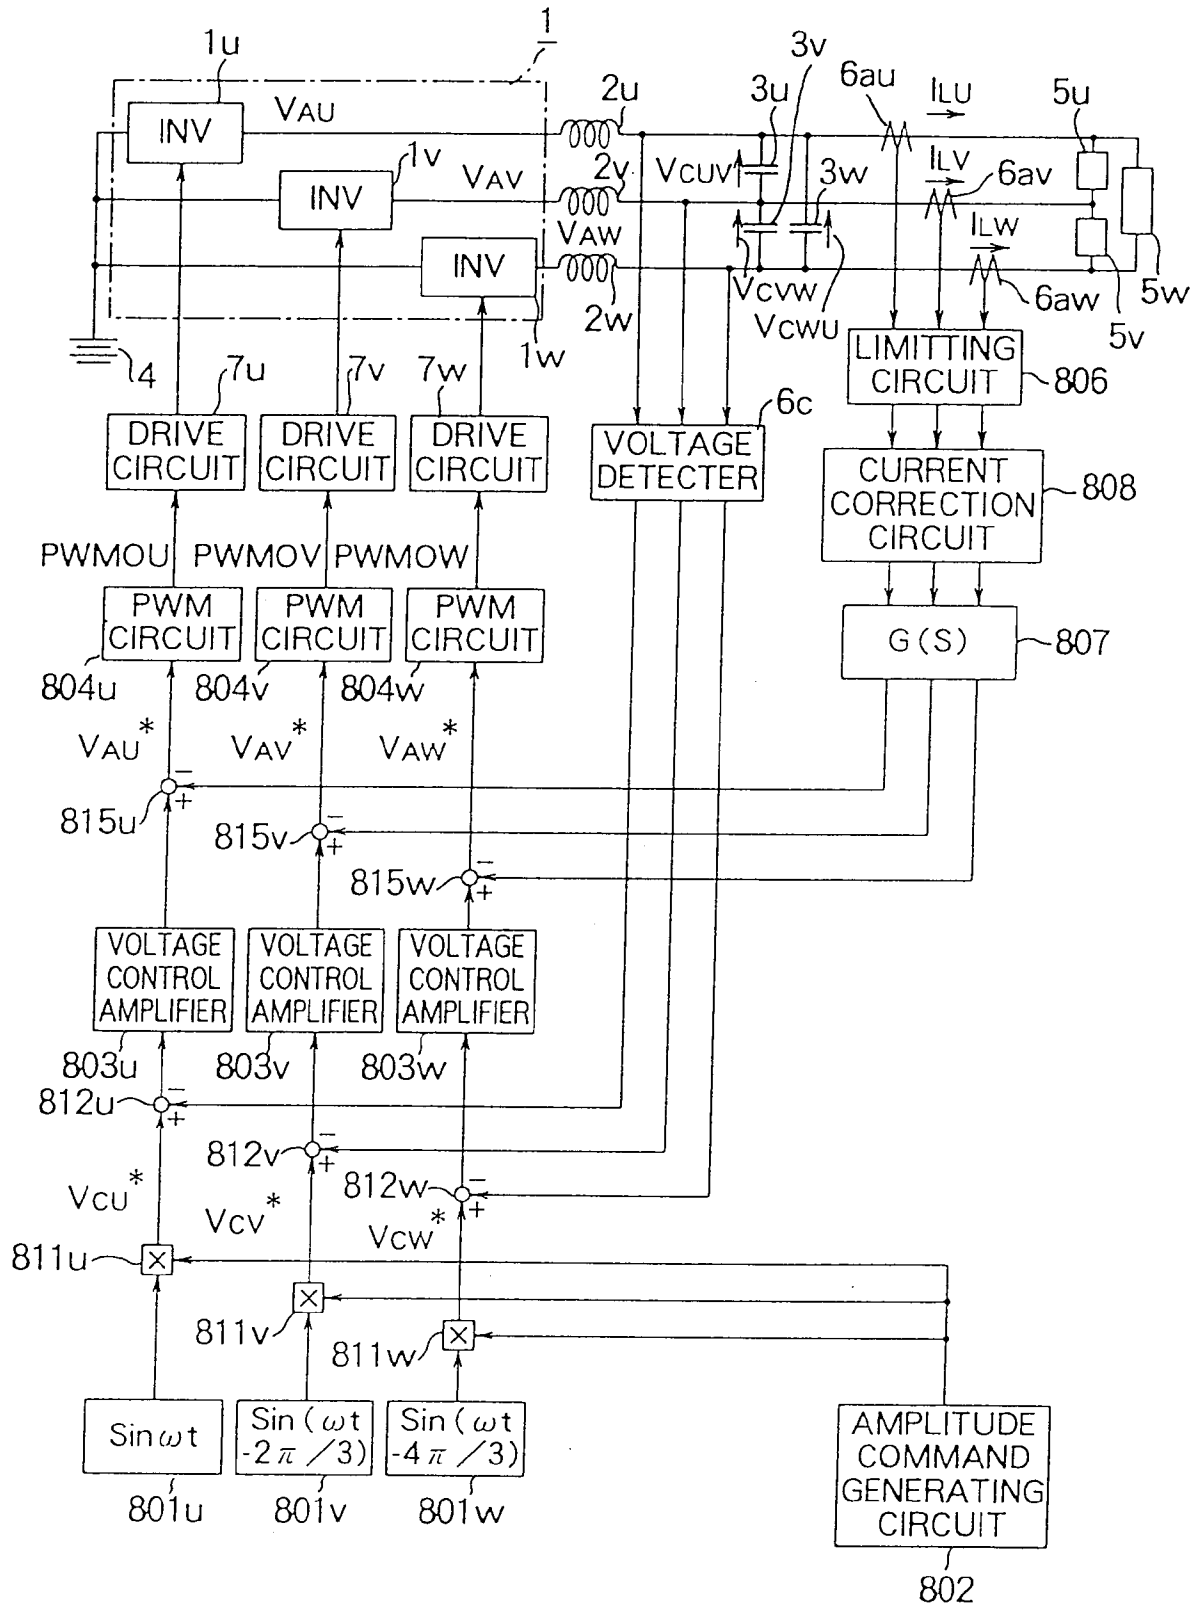 1
1u
VAU
INV
2u
3u
3v
6au
ILU
5u
1v
VAV
INV
2v
VCUV
3w
ILV
6av
VAW
INV
ILW
1w
2w
VCVW
VCWU
6aw
5v
5w
4
7u
7v
7w
6c
LIMITTING
CIRCUIT
806
DRIVE
CIRCUIT
DRIVE
CIRCUIT
DRIVE
CIRCUIT
VOLTAGE
DETECTER
CURRENT
CORRECTION
CIRCUIT
808
PWMOU
PWMOV
PWMOW
PWM
CIRCUIT
PWM
CIRCUIT
PWM
CIRCUIT
G(S)
807
804u
804v
804w
VAU*
VAV*
VAW*
−
+
815u
−
+
815v
−
+
815w
VOLTAGE
CONTROL
AMPLIFIER
VOLTAGE
CONTROL
AMPLIFIER
VOLTAGE
CONTROL
AMPLIFIER
803u
803v
803w
−
+
812u
−
+
812v
−
+
812w
VCU*
VCV*
VCW*
811u
×
811v
×
811w
×
Sinωt
Sin(ωt
-2π/3)
Sin(ωt
-4π/3)
801u
801v
801w
AMPLITUDE
COMMAND
GENERATING
CIRCUIT
802